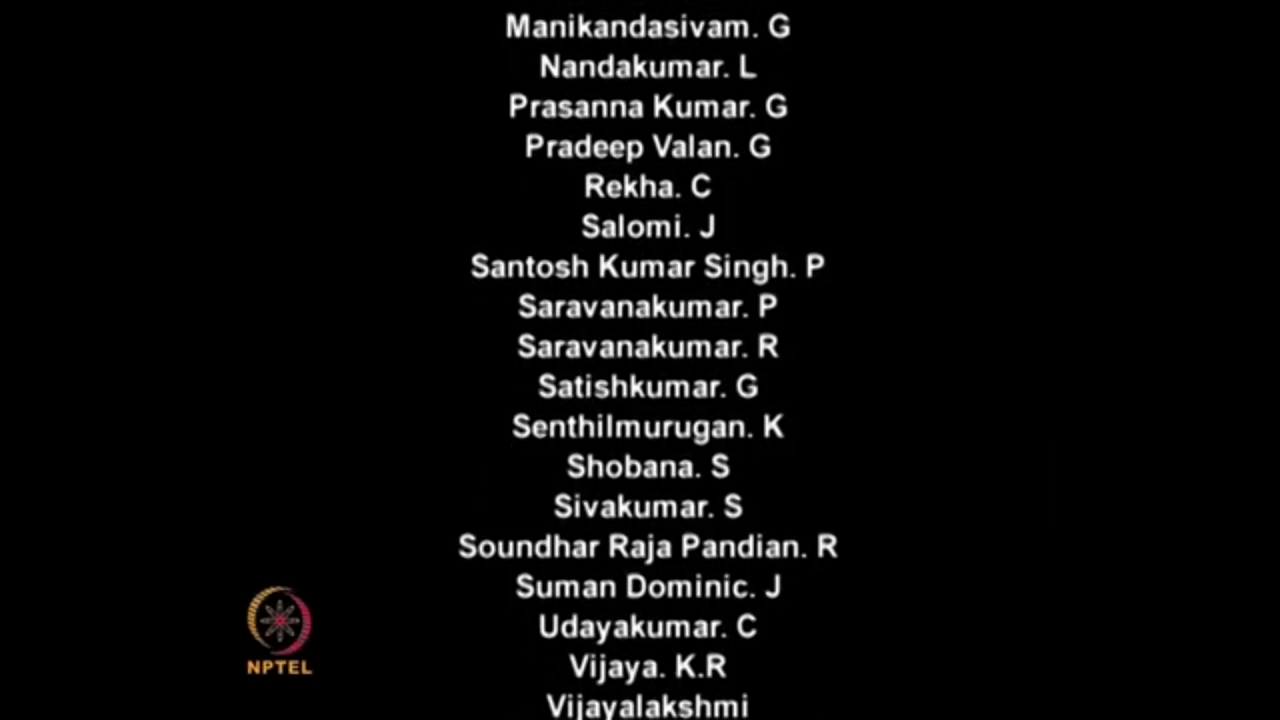 Manikandasivam. G
Nandakumar. L
Prasanna Kumar. G
Pradeep Valan. G
Rekha. C
Salomi. J
Santosh Kumar Singh. P
Saravanakumar. P
Saravanakumar. R
Satishkumar. G
Senthilmurugan. K
Shobana. S
Sivakumar. S
Soundhar Raja Pandian. R
Suman Dominic. J
Udayakumar. C
Vijaya. K.R
Vijayalakshmi
NPTEL